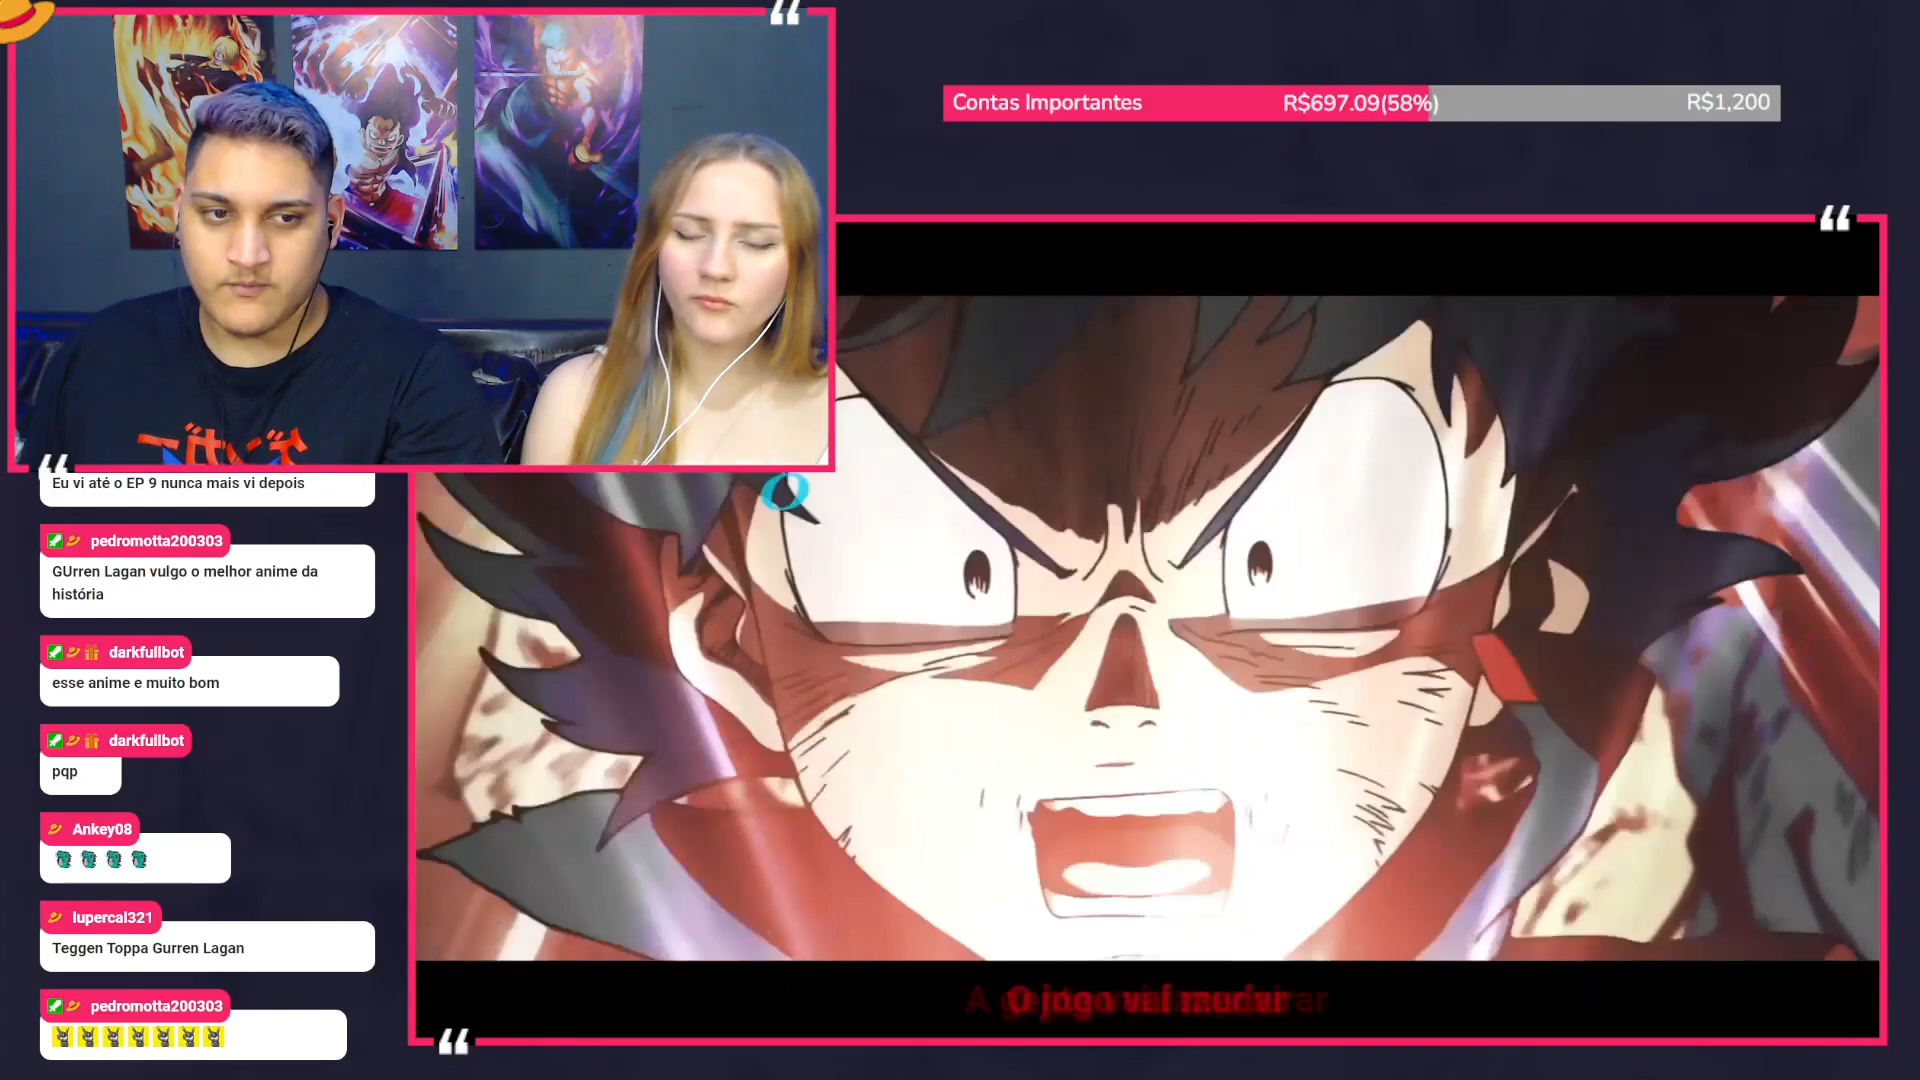 Contas Importantes R$697.09(58%) R$1,200
Eu vi até o EP 9 nunca mais vi depois
pedromotta200303
GUrren Lagan vulgo o melhor anime da
história
darkfullbot
esse anime e muito bom
darkfullbot
pqp
Ankey08
lupercal321
Teggen Toppa Gurren Lagan
pedromotta200303
O
O jogo vai mudar